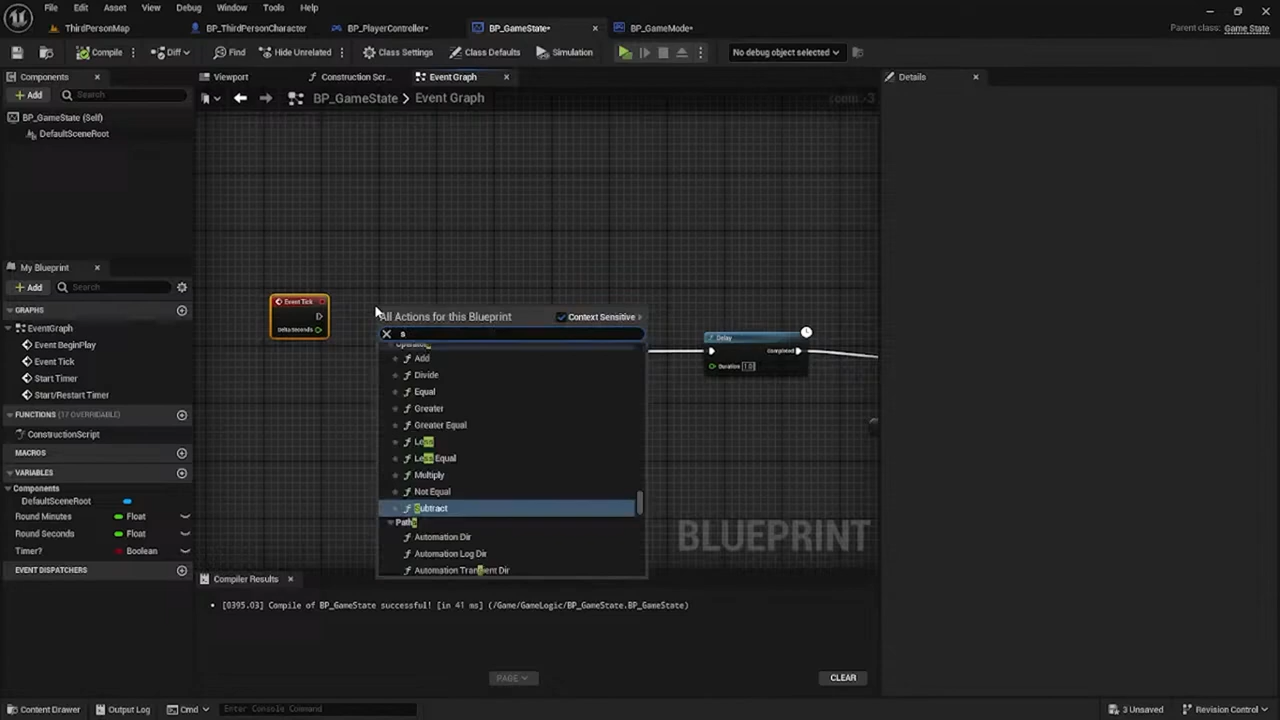 File Edit Asset View Debug Window Tools Help
ThirdPersonMap BP_ThirdPersonCharacter BP_PlayerController* BP_GameState* BP_GameMode*
Parent class: Game State
Compile Diff Find Hide Unrelated Class Settings Class Defaults Simulation No debug object selected
Components
Add Search
BP_GameState (Self)
DefaultSceneRoot
Viewport Construction Scr... Event Graph
BP_GameState > Event Graph
Zoom -3
Details
Event Tick
Delta Seconds
All Actions for this Blueprint Context Sensitive
s
Add
Divide
Equal
Greater
Greater Equal
Less
Less Equal
Multiply
Not Equal
Subtract
Paths
Automation Dir
Automation Log Dir
Automation Transient Dir
Delay
Completed
Duration 1.0
BLUEPRINT
My Blueprint
Add Search
GRAPHS
EventGraph
Event BeginPlay
Event Tick
Start Timer
Start/Restart Timer
FUNCTIONS (17 OVERRIDABLE)
ConstructionScript
MACROS
VARIABLES
Components
DefaultSceneRoot
Round Minutes Float
Round Seconds Float
Timer? Boolean
EVENT DISPATCHERS
Compiler Results
[0395.03] Compile of BP_GameState successful! [in 41 ms] (/Game/GameLogic/BP_GameState.BP_GameState)
PAGE
CLEAR
Content Drawer Output Log Cmd Enter Console Command 3 Unsaved Revision Control